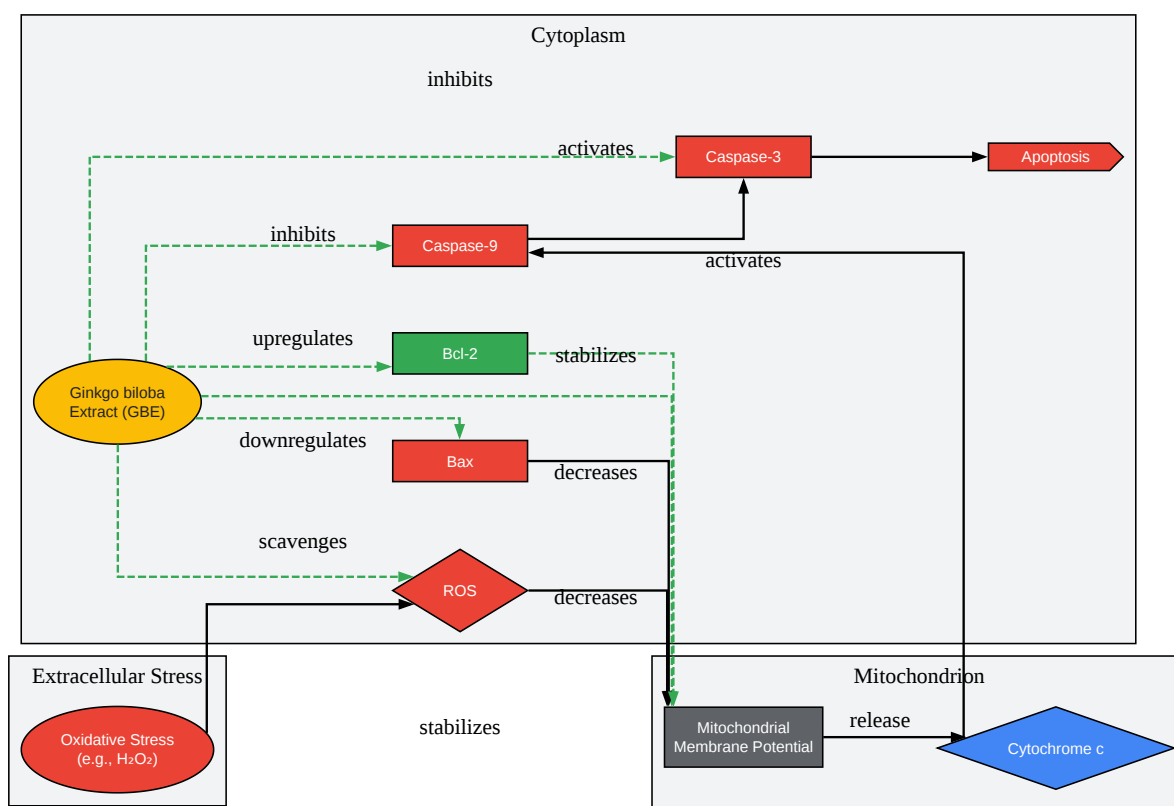 Cytoplasm
inhibits
activates
Caspase-3
Apoptosis
inhibits
Caspase-9
activates
upregulates
Bcl-2
stabilizes
Ginkgo biloba
Extract (GBE)
downregulates
Bax
decreases
scavenges
ROS
decreases
Extracellular Stress
Mitochondrion
Oxidative Stress
(e.g., H₂O₂)
stabilizes
Mitochondrial
Membrane Potential
release
Cytochrome c